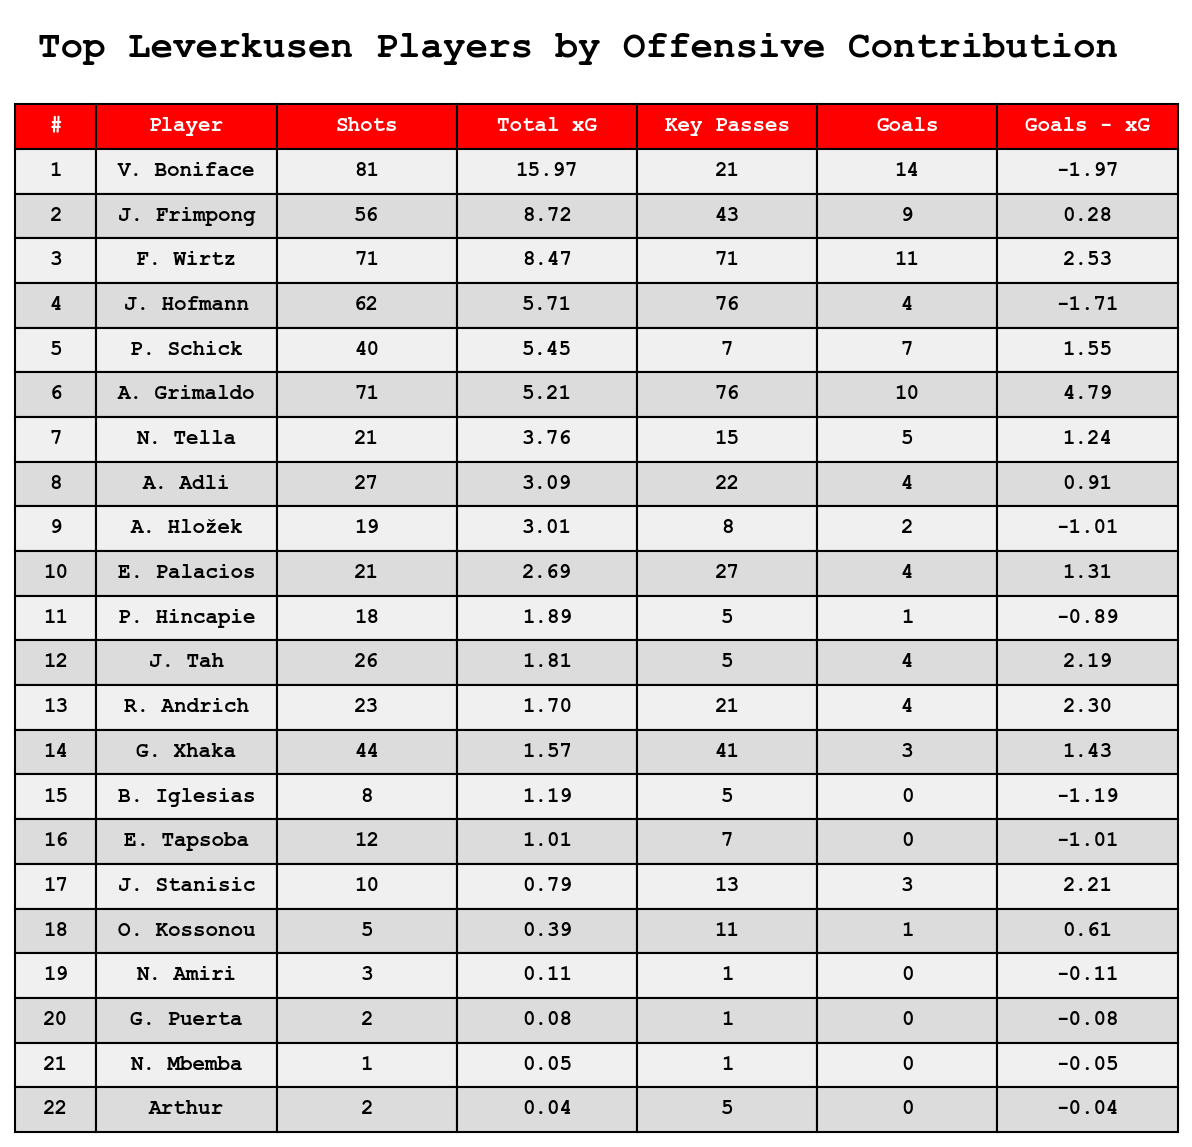 Top Leverkusen Players by Offensive Contribution
# Player Shots Total xG Key Passes Goals Goals - xG
1 V. Boniface 81 15.97 21 14 -1.97
2 J. Frimpong 56 8.72 43 9 0.28
3 F. Wirtz 71 8.47 71 11 2.53
4 J. Hofmann 62 5.71 76 4 -1.71
5 P. Schick 40 5.45 7 7 1.55
6 A. Grimaldo 71 5.21 76 10 4.79
7 N. Tella 21 3.76 15 5 1.24
8 A. Adli 27 3.09 22 4 0.91
9 A. Hložek 19 3.01 8 2 -1.01
10 E. Palacios 21 2.69 27 4 1.31
11 P. Hincapie 18 1.89 5 1 -0.89
12 J. Tah 26 1.81 5 4 2.19
13 R. Andrich 23 1.70 21 4 2.30
14 G. Xhaka 44 1.57 41 3 1.43
15 B. Iglesias 8 1.19 5 0 -1.19
16 E. Tapsoba 12 1.01 7 0 -1.01
17 J. Stanisic 10 0.79 13 3 2.21
18 O. Kossonou 5 0.39 11 1 0.61
19 N. Amiri 3 0.11 1 0 -0.11
20 G. Puerta 2 0.08 1 0 -0.08
21 N. Mbemba 1 0.05 1 0 -0.05
22 Arthur 2 0.04 5 0 -0.04